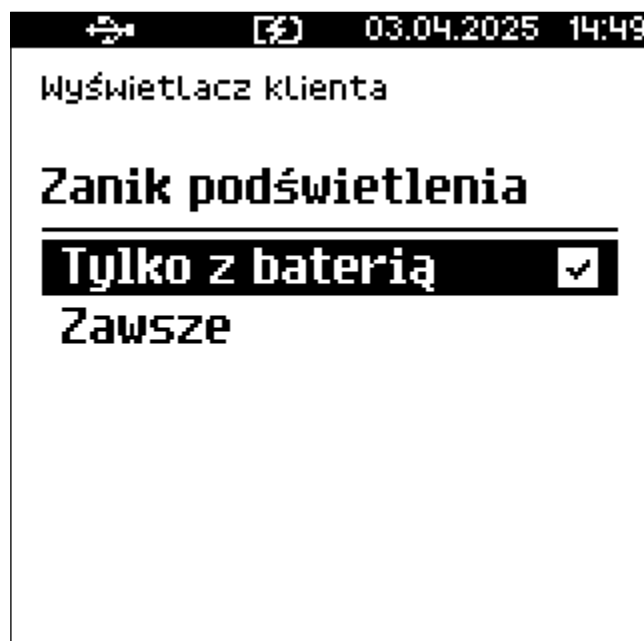 03.04.2025 14:49
Wyświetlacz klienta
Zanik podświetlenia
Tylko z baterią
Zawsze